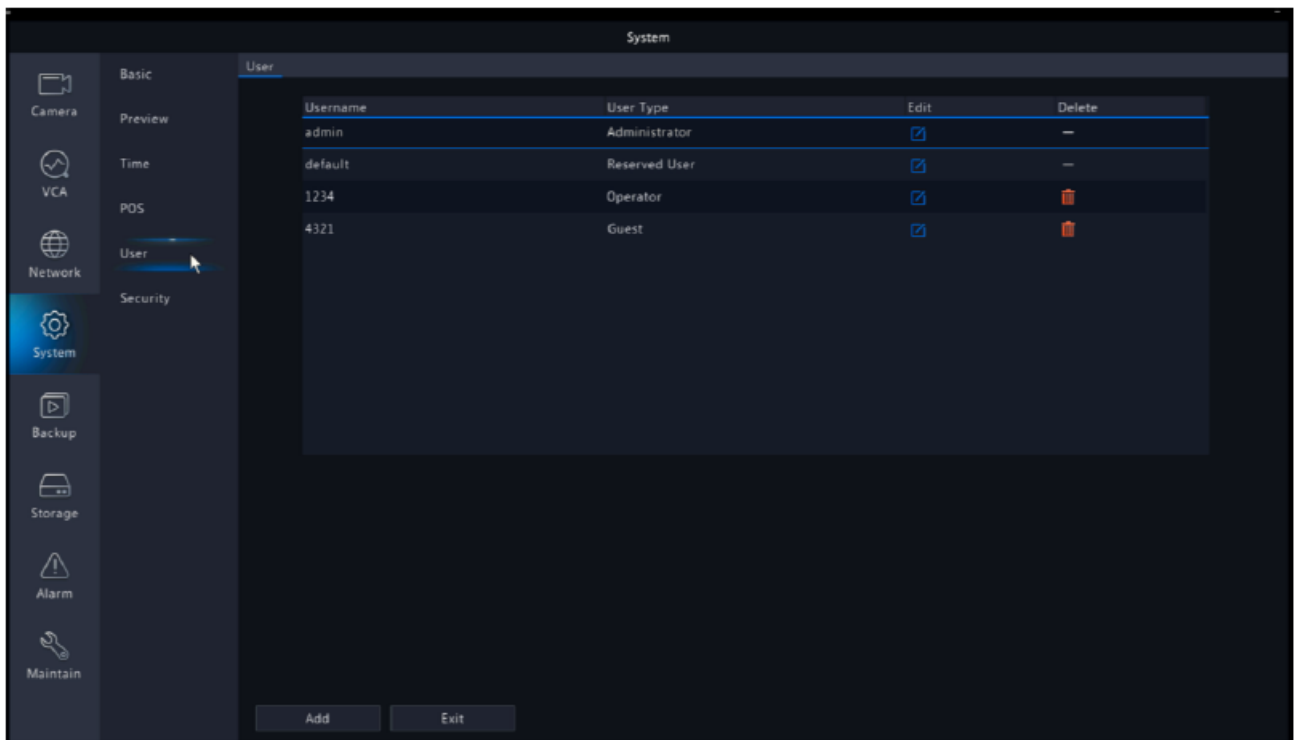 System
Camera
VCA
Network
System
Backup
Storage
Alarm
Maintain
Basic
Preview
Time
POS
User
Security
User
Username User Type Edit Delete
admin Administrator
default Reserved User
1234 Operator
4321 Guest
Add Exit